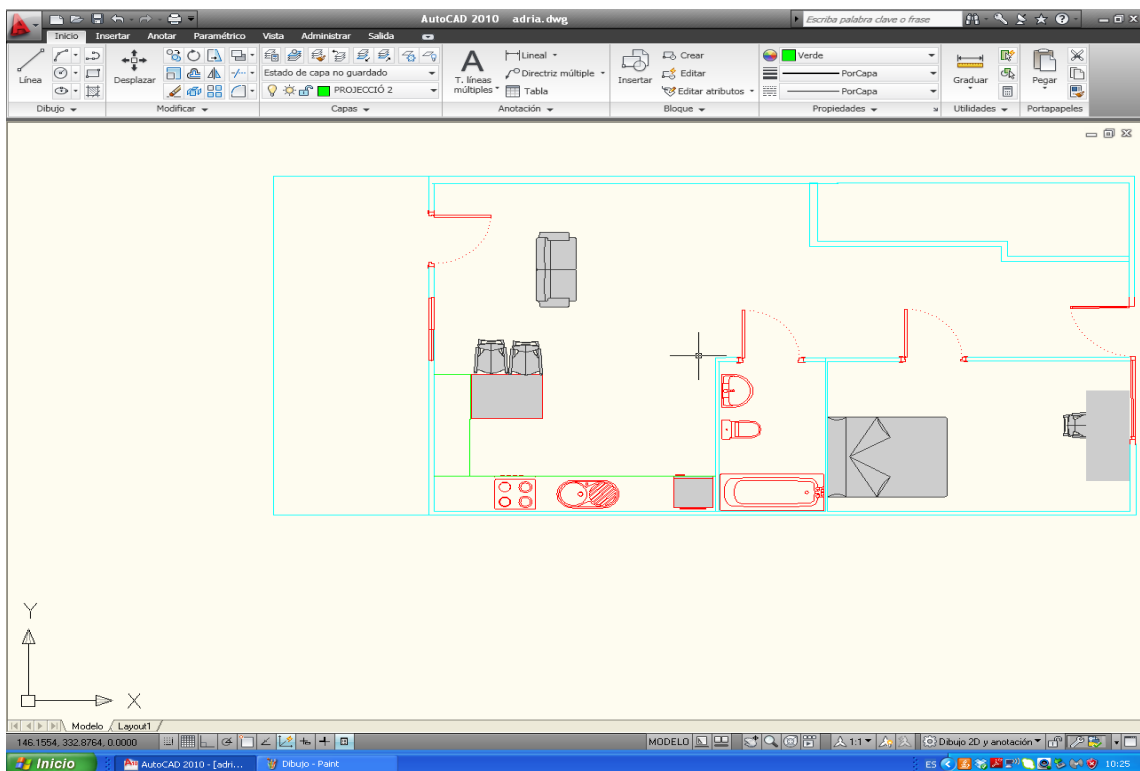 AutoCAD 2010 adria.dwg
Escriba palabra clave o frase
Inicio Insertar Anotar Paramétrico Vista Administrar Salida
Línea
Desplazar
Estado de capa no guardado
PROJECCIÓ 2
A
T. líneas múltiples
Lineal
Directriz múltiple
Tabla
Insertar
Crear
Editar
Editar atributos
Verde
PorCapa
PorCapa
Graduar
Pegar
Dibujo Modificar Capas Anotación Bloque Propiedades Utilidades Portapapeles
Y
X
Modelo Layout1
146.1554, 332.8764, 0.0000
MODELO
1:1
Dibujo 2D y anotación
Inicio
AutoCAD 2010 - [adri...
Dibujo - Paint
ES
10:25